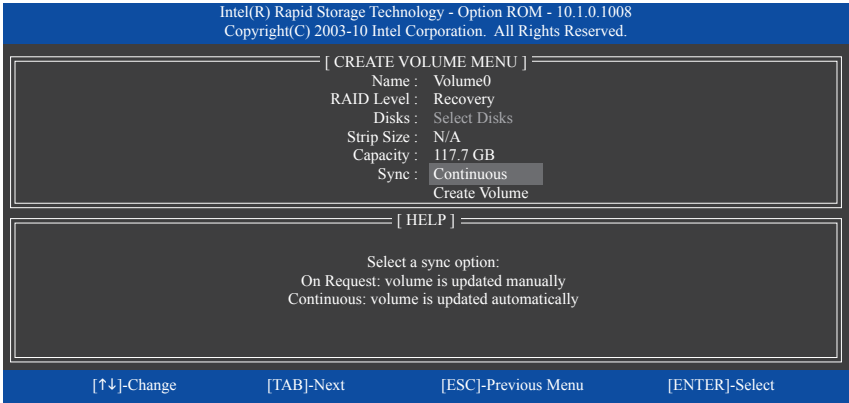 Intel(R) Rapid Storage Technology - Option ROM - 10.1.0.1008
Copyright(C) 2003-10 Intel Corporation. All Rights Reserved.
[ CREATE VOLUME MENU ]
Name : Volume0
RAID Level : Recovery
Disks : Select Disks
Strip Size : N/A
Capacity : 117.7 GB
Sync : Continuous
Create Volume
[ HELP ]
Select a sync option:
On Request: volume is updated manually
Continuous: volume is updated automatically
[↑↓]-Change [TAB]-Next [ESC]-Previous Menu [ENTER]-Select